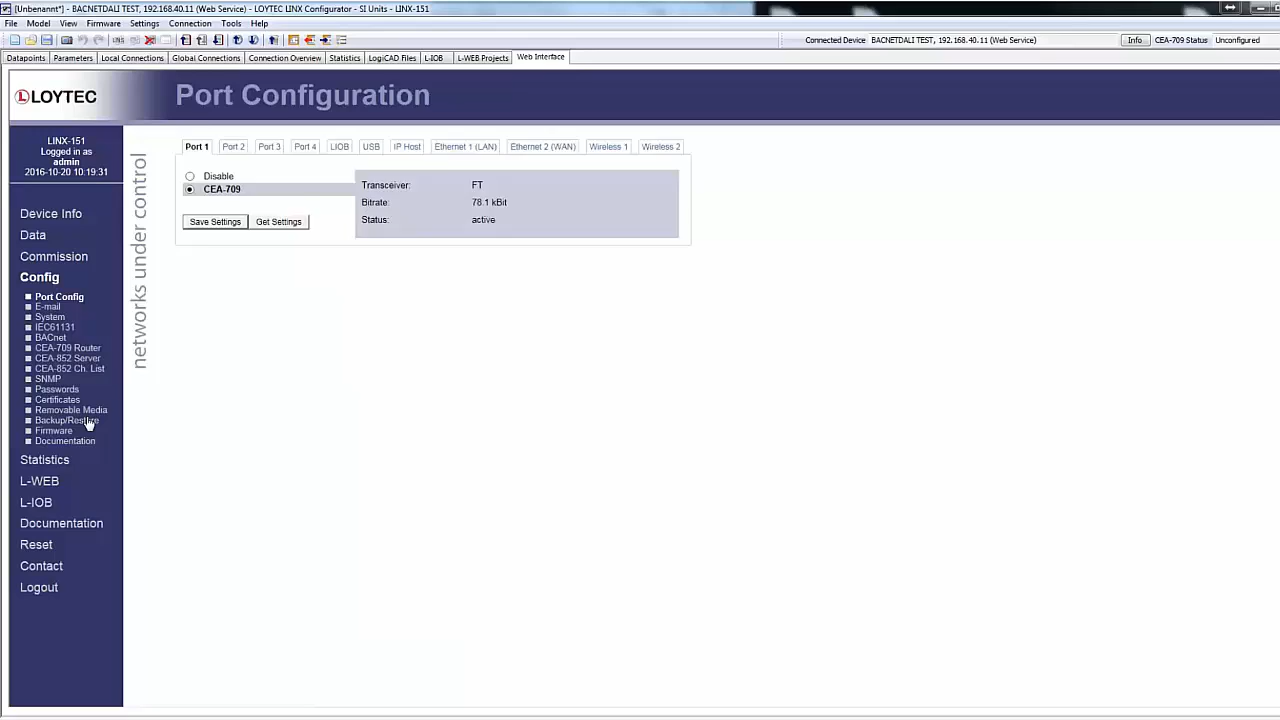 [Unbenannt*] - BACNETDALI TEST, 192.168.40.11 (Web Service) - LOYTEC LINX Configurator - SI Units - LINX-151
File Model View Firmware Settings Connection Tools Help
Connected Device BACNETDALI TEST, 192.168.40.11 (Web Service) Info CEA-709 Status Unconfigured
Datapoints Parameters Local Connections Global Connections Connection Overview Statistics LogiCAD Files L-IOB L-WEB Projects Web Interface
LOYTEC
Port Configuration
LINX-151
Logged in as
admin
2016-10-20 10:19:31
networks under control
Port 1 Port 2 Port 3 Port 4 LIOB USB IP Host Ethernet 1 (LAN) Ethernet 2 (WAN) Wireless 1 Wireless 2
Disable
CEA-709
Transceiver: FT
Bitrate: 78.1 kBit
Status: active
Save Settings Get Settings
Device Info
Data
Commission
Config
Port Config
E-mail
System
IEC61131
BACnet
CEA-709 Router
CEA-852 Server
CEA-852 Ch. List
SNMP
Passwords
Certificates
Removable Media
Backup/Restore
Firmware
Documentation
Statistics
L-WEB
L-IOB
Documentation
Reset
Contact
Logout